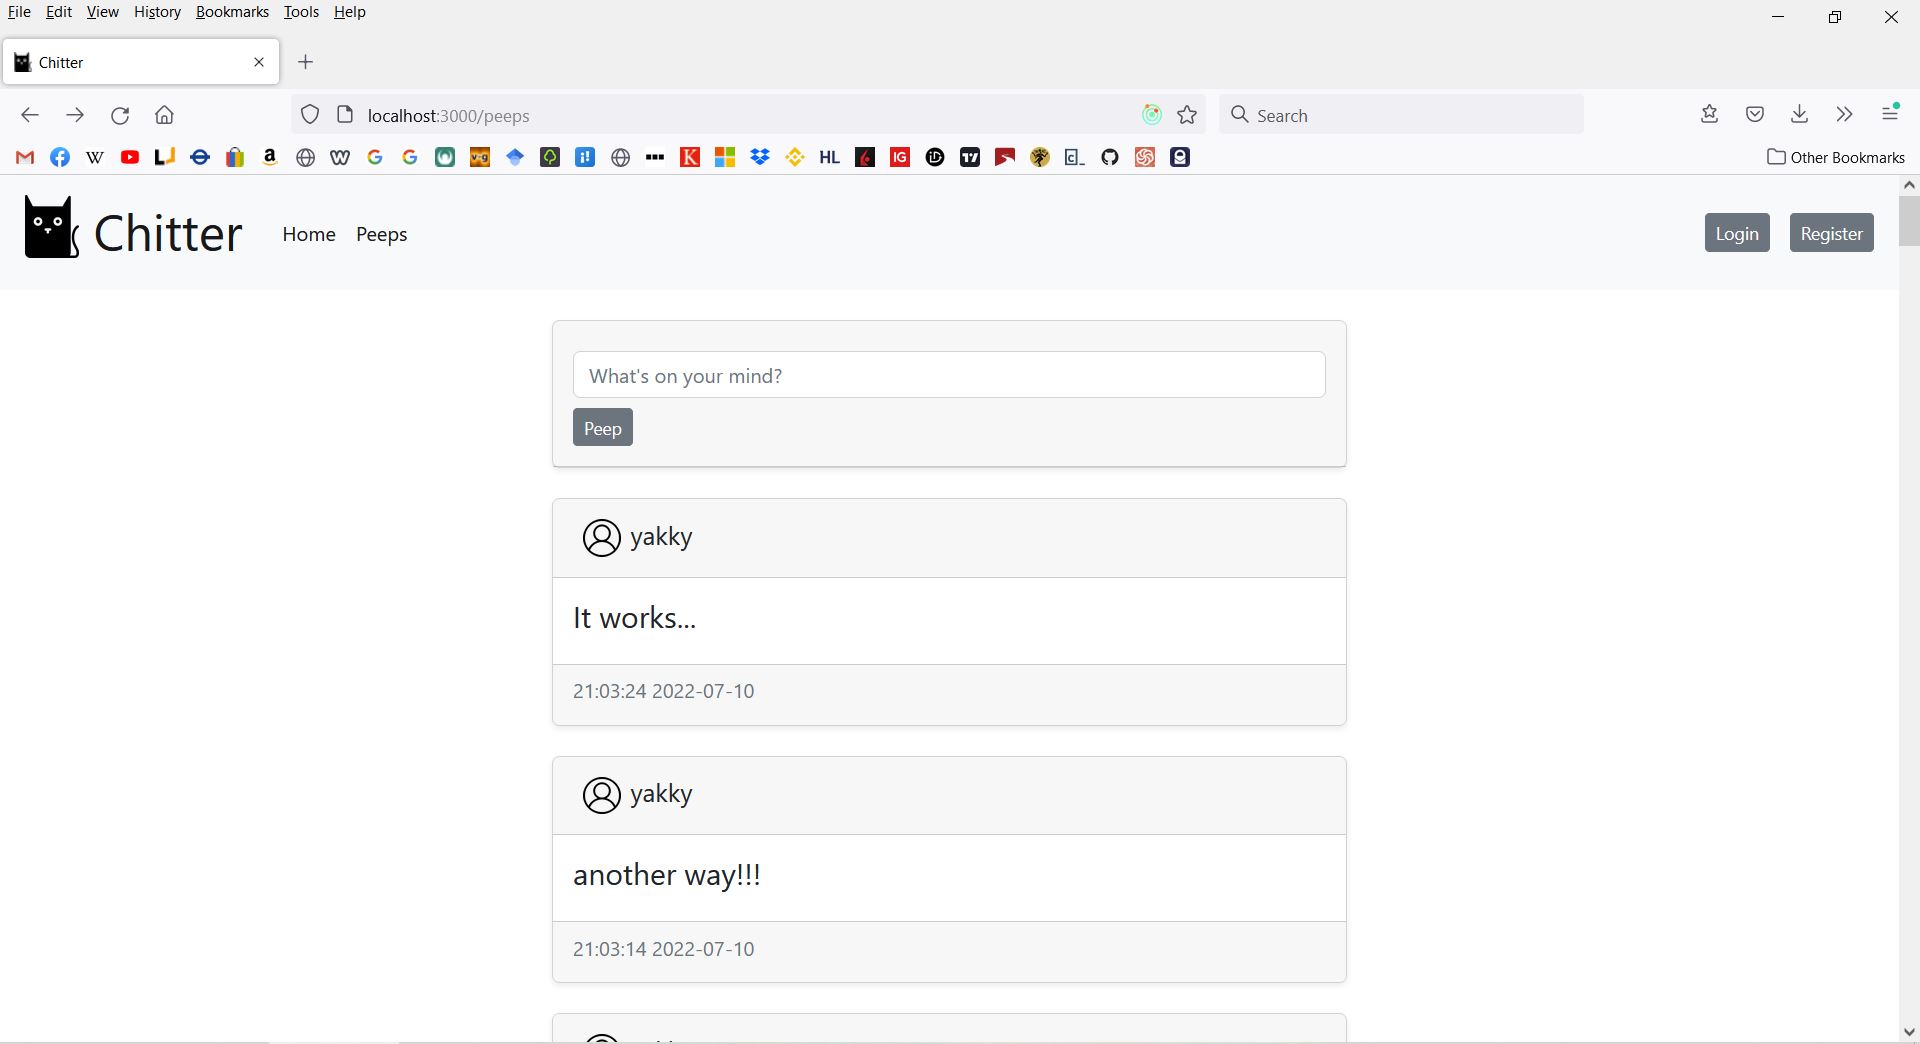 File Edit View History Bookmarks Tools Help
Chitter
localhost:3000/peeps
Search
Other Bookmarks
Chitter Home Peeps Login Register
What's on your mind?
Peep
yakky
It works...
21:03:24 2022-07-10
yakky
another way!!!
21:03:14 2022-07-10